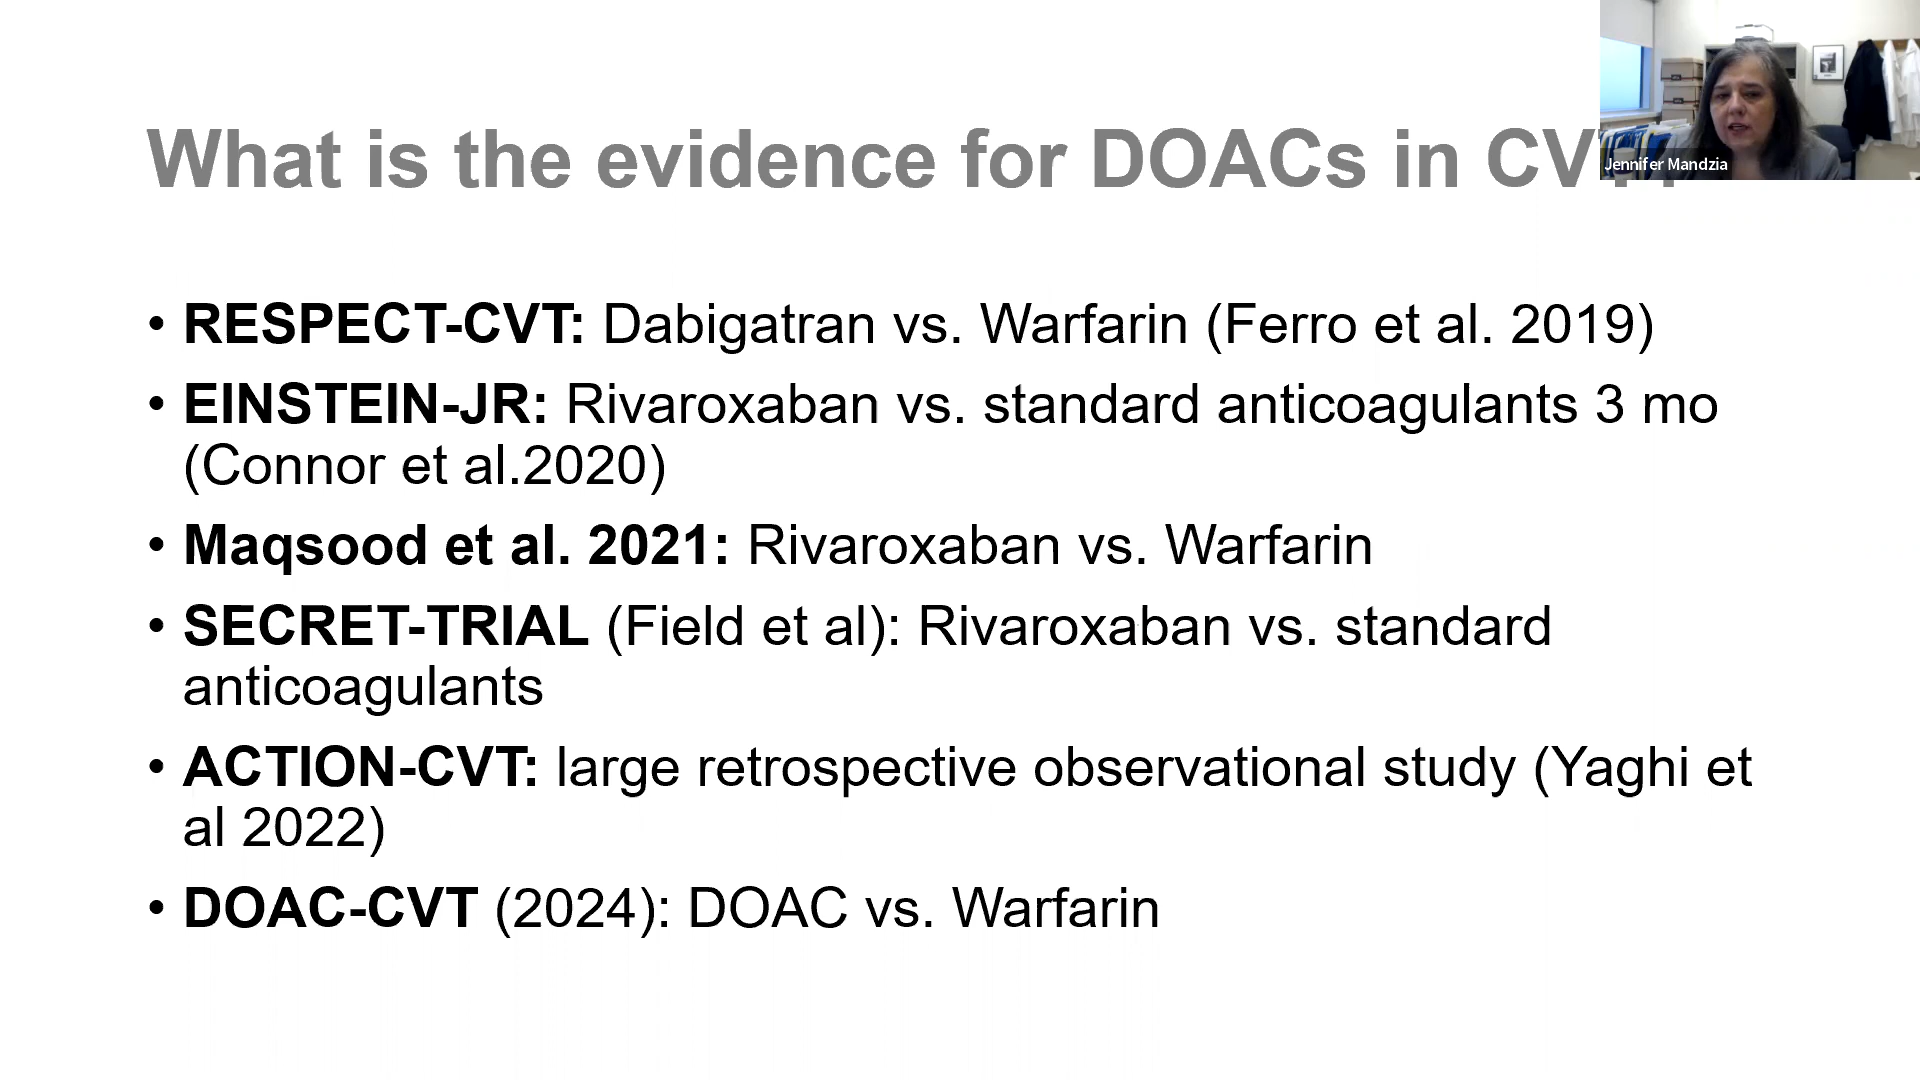 What is the evidence for DOACs in CV
Jennifer Mandzia
• RESPECT-CVT: Dabigatran vs. Warfarin (Ferro et al. 2019)
• EINSTEIN-JR: Rivaroxaban vs. standard anticoagulants 3 mo
(Connor et al.2020)
• Maqsood et al. 2021: Rivaroxaban vs. Warfarin
• SECRET-TRIAL (Field et al): Rivaroxaban vs. standard
anticoagulants
• ACTION-CVT: large retrospective observational study (Yaghi et
al 2022)
• DOAC-CVT (2024): DOAC vs. Warfarin